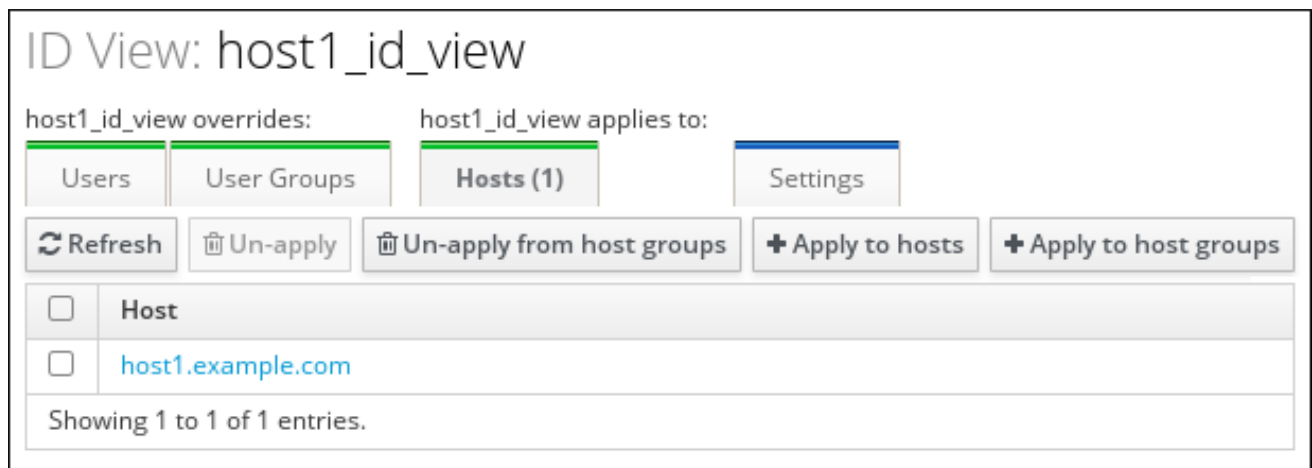 ID View: host1_id_view
host1_id_view overrides: host1_id_view applies to:
Users User Groups Hosts (1) Settings
Refresh Un-apply Un-apply from host groups Apply to hosts Apply to host groups
Host
host1.example.com
Showing 1 to 1 of 1 entries.